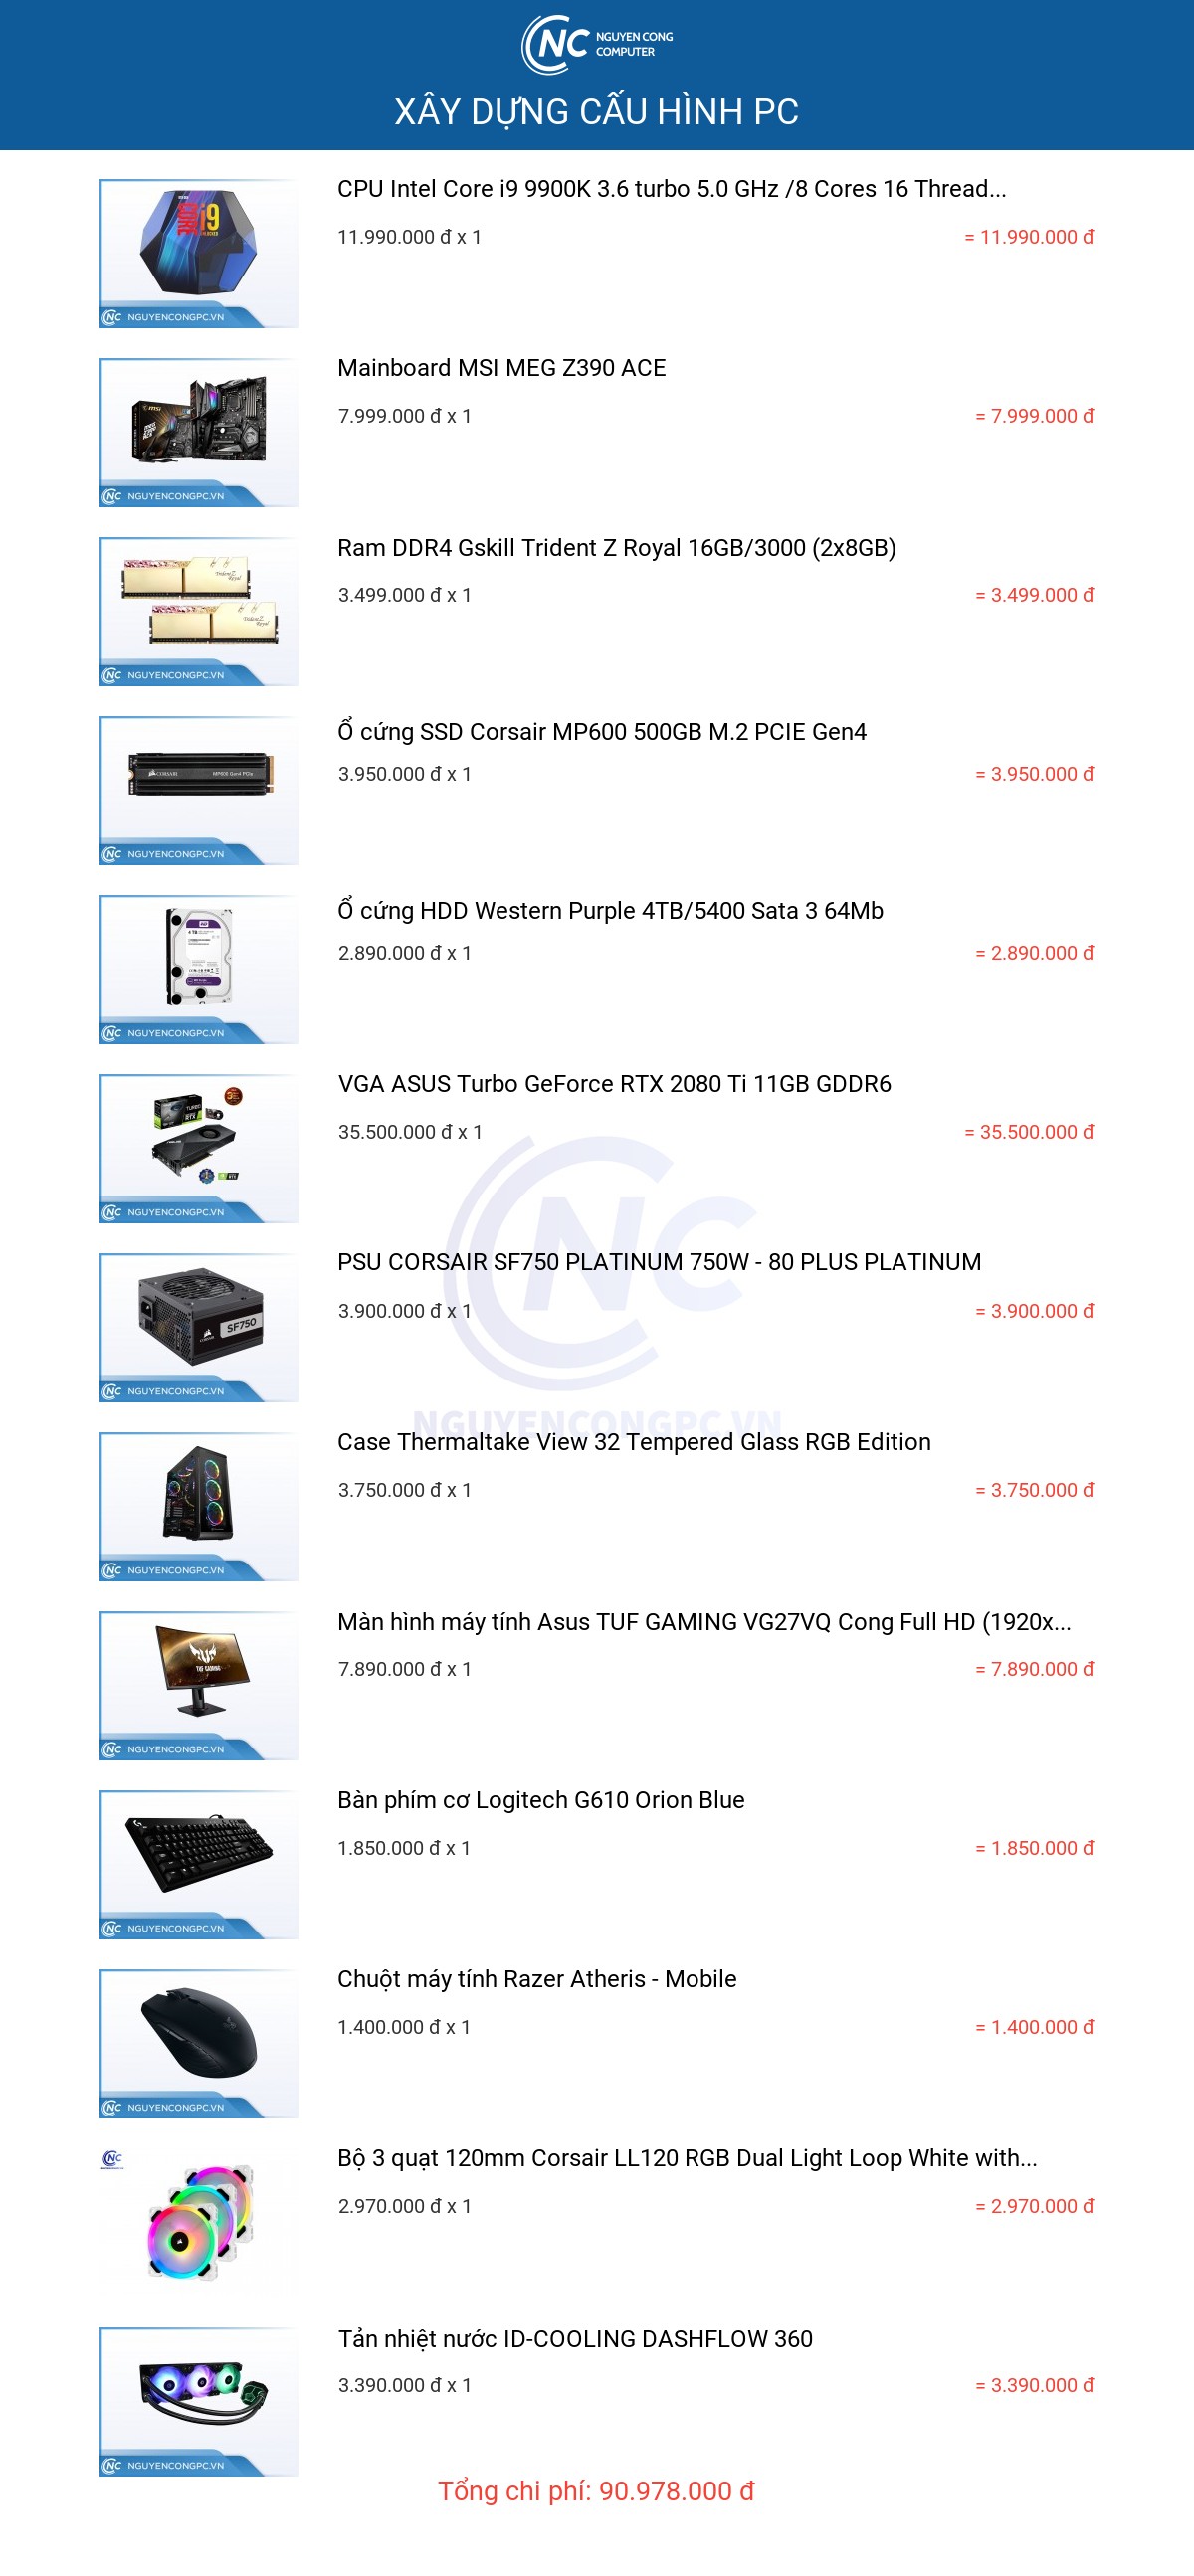 NC NGUYEN CONG
COMPUTER
XÂY DỰNG CẤU HÌNH PC
CPU Intel Core i9 9900K 3.6 turbo 5.0 GHz /8 Cores 16 Thread...
11.990.000 đ x 1 = 11.990.000 đ
NC NGUYENCONGPC.VN
Mainboard MSI MEG Z390 ACE
7.999.000 đ x 1 = 7.999.000 đ
NC NGUYENCONGPC.VN
Ram DDR4 Gskill Trident Z Royal 16GB/3000 (2x8GB)
3.499.000 đ x 1 = 3.499.000 đ
NC NGUYENCONGPC.VN
Ổ cứng SSD Corsair MP600 500GB M.2 PCIE Gen4
3.950.000 đ x 1 = 3.950.000 đ
NC NGUYENCONGPC.VN
Ổ cứng HDD Western Purple 4TB/5400 Sata 3 64Mb
2.890.000 đ x 1 = 2.890.000 đ
NC NGUYENCONGPC.VN
VGA ASUS Turbo GeForce RTX 2080 Ti 11GB GDDR6
35.500.000 đ x 1 = 35.500.000 đ
NC NGUYENCONGPC.VN
NC
PSU CORSAIR SF750 PLATINUM 750W - 80 PLUS PLATINUM
3.900.000 đ x 1 = 3.900.000 đ
SF750
NC NGUYENCONGPC.VN
NGUYENCONGPC.VN
Case Thermaltake View 32 Tempered Glass RGB Edition
3.750.000 đ x 1 = 3.750.000 đ
NC NGUYENCONGPC.VN
Màn hình máy tính Asus TUF GAMING VG27VQ Cong Full HD (1920x...
7.890.000 đ x 1 = 7.890.000 đ
TUF GAMING
NC NGUYENCONGPC.VN
Bàn phím cơ Logitech G610 Orion Blue
1.850.000 đ x 1 = 1.850.000 đ
NC NGUYENCONGPC.VN
Chuột máy tính Razer Atheris - Mobile
1.400.000 đ x 1 = 1.400.000 đ
NC NGUYENCONGPC.VN
Bộ 3 quạt 120mm Corsair LL120 RGB Dual Light Loop White with...
2.970.000 đ x 1 = 2.970.000 đ
NC
Tản nhiệt nước ID-COOLING DASHFLOW 360
3.390.000 đ x 1 = 3.390.000 đ
NC NGUYENCONGPC.VN
Tổng chi phí: 90.978.000 đ